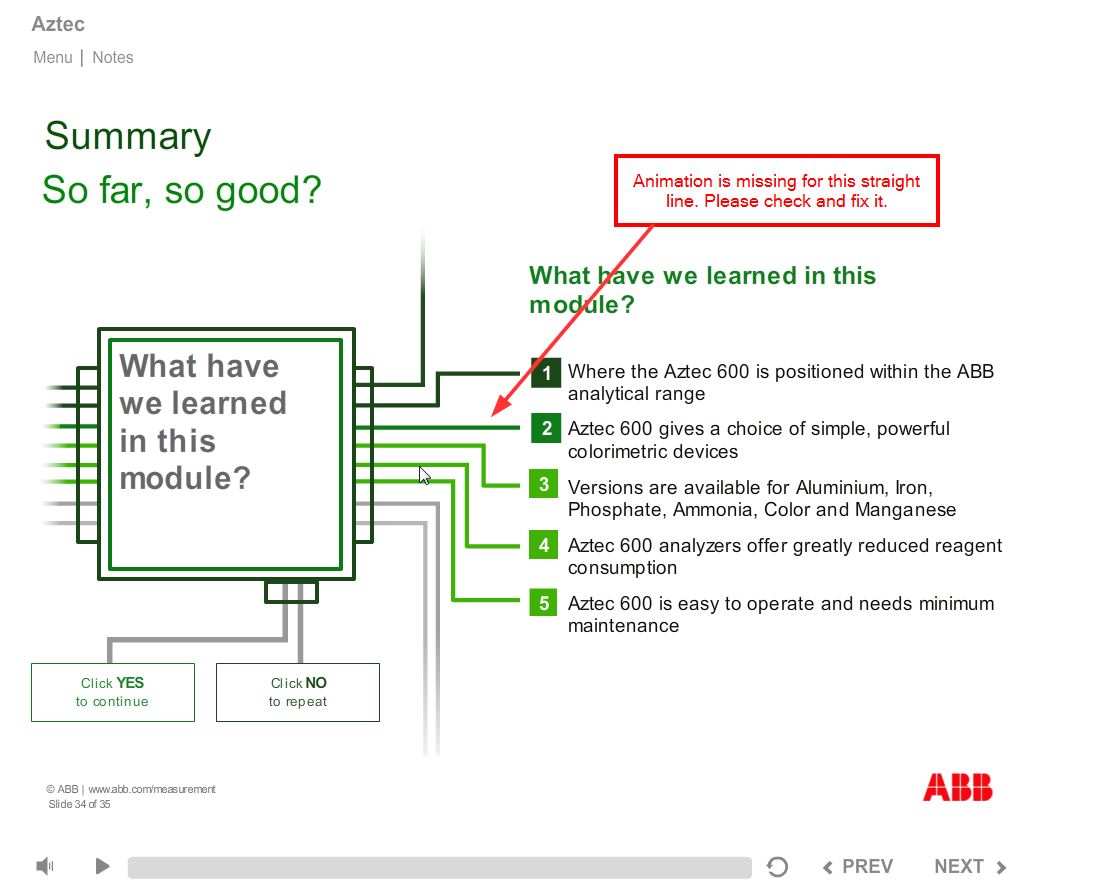 Aztec
Menu | Notes
Summary
So far, so good?
Animation is missing for this straight
line. Please check and fix it.
What have we learned in this
module?
What have
we learned
in this
module?
1 Where the Aztec 600 is positioned within the ABB
analytical range
2 Aztec 600 gives a choice of simple, powerful
colorimetric devices
3 Versions are available for Aluminium, Iron,
Phosphate, Ammonia, Color and Manganese
4 Aztec 600 analyzers offer greatly reduced reagent
consumption
5 Aztec 600 is easy to operate and needs minimum
maintenance
Click YES
to continue
Click NO
to repeat
© ABB | www.abb.com/measurement
Slide 34 of 35
ABB
PREV NEXT